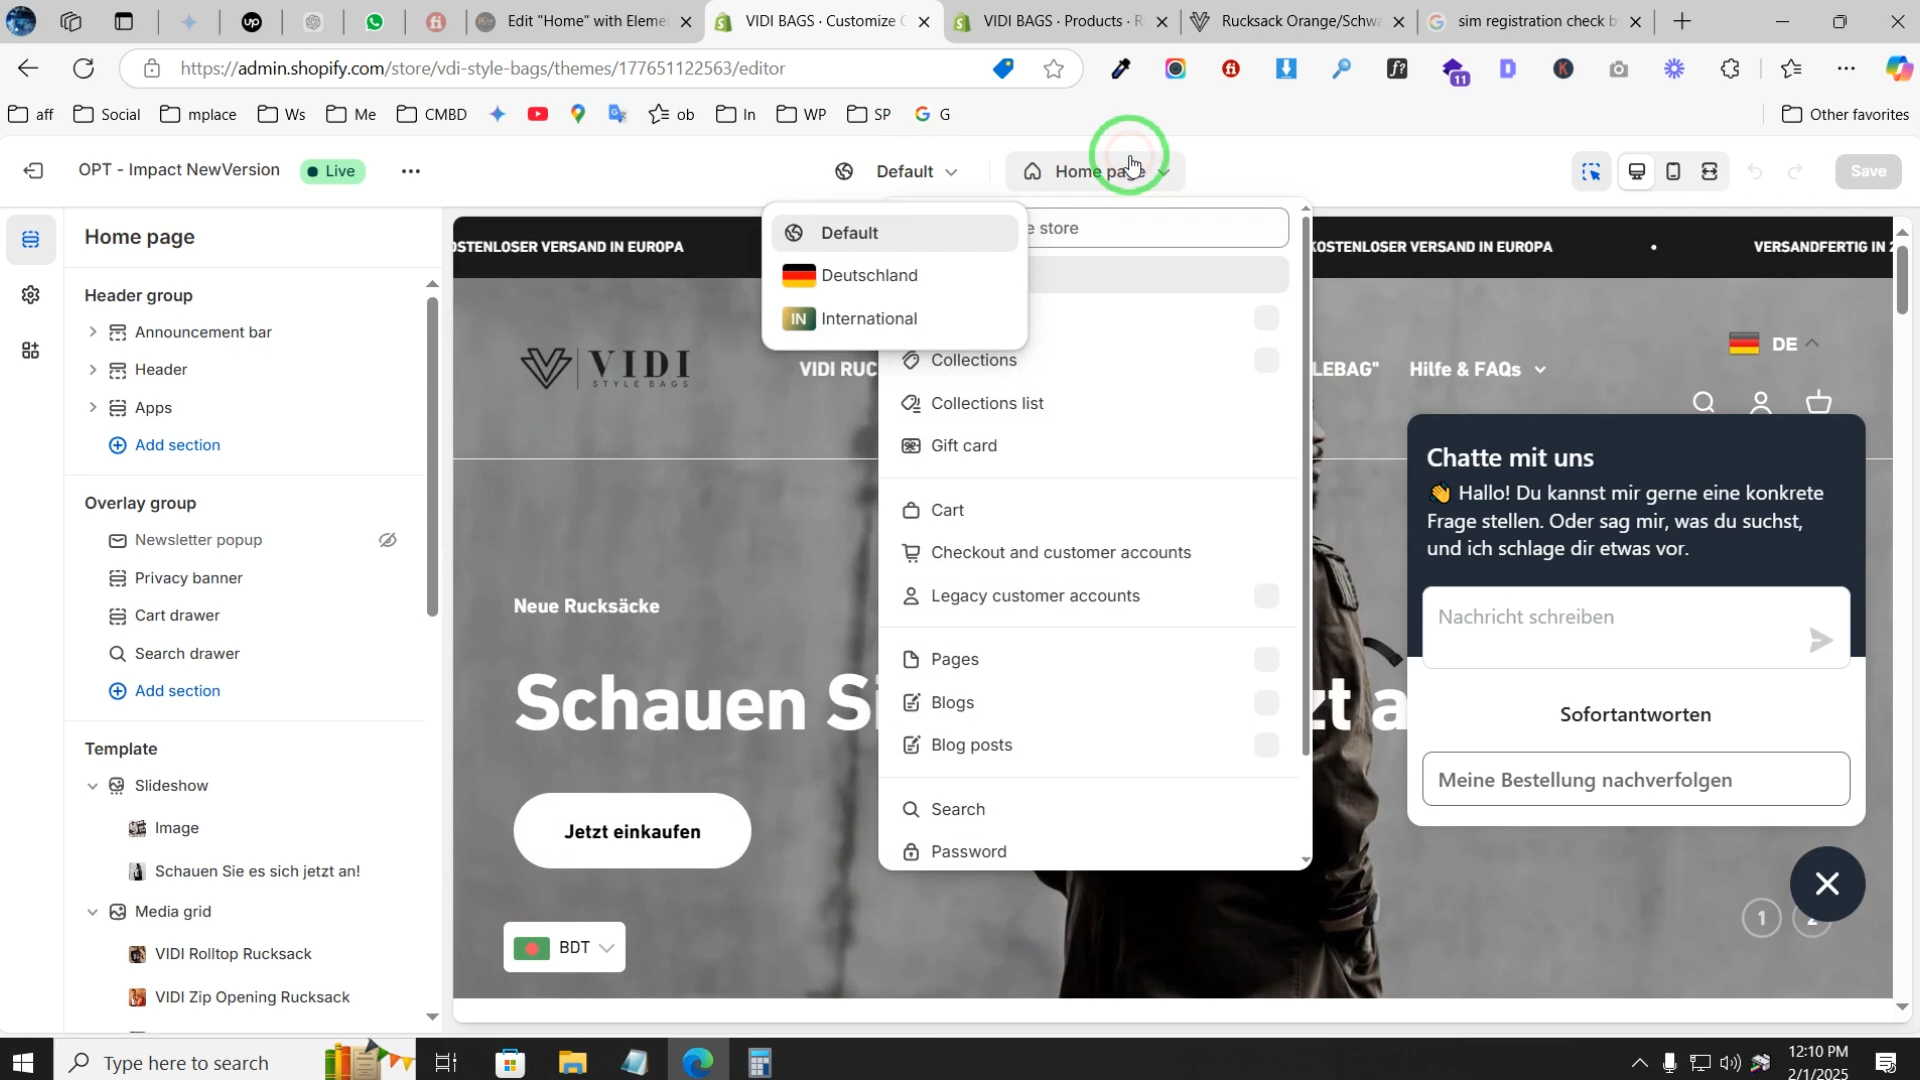 Edit "Home" with Eleme
VIDI BAGS · Customize
VIDI BAGS · Products · R
Rucksack Orange/Schwa
sim registration check b
https://admin.shopify.com/store/vdi-style-bags/themes/177651122563/editor
11
aff
Social
mplace
Ws
Me
CMBD
ob
In
WP
SP
G
Other favorites
OPT - Impact NewVersion
Live
Default
Home page
Save
Home page
Header group
Announcement bar
Header
Apps
Add section
Overlay group
Newsletter popup
Privacy banner
Cart drawer
Search drawer
Add section
Template
Slideshow
Image
Schauen Sie es sich jetzt an!
Media grid
VIDI Rolltop Rucksack
VIDI Zip Opening Rucksack
Default
Deutschland
IN International
e store
Collections
Collections list
Gift card
Cart
Checkout and customer accounts
Legacy customer accounts
Pages
Blogs
Blog posts
Search
Password
OSTENLOSER VERSAND IN EUROPA
KOSTENLOSER VERSAND IN EUROPA
VERSANDFERTIG IN
VIDI
STYLE BAGS
VIDI RUC
LEBAG"
Hilfe & FAQs
DE
Neue Rucksäcke
Schauen Si
zt a
Jetzt einkaufen
BDT
Chatte mit uns
Hallo! Du kannst mir gerne eine konkrete
Frage stellen. Oder sag mir, was du suchst,
und ich schlage dir etwas vor.
Nachricht schreiben
Sofortantworten
Meine Bestellung nachverfolgen
1
2
Type here to search
12:10 PM
2/1/2025